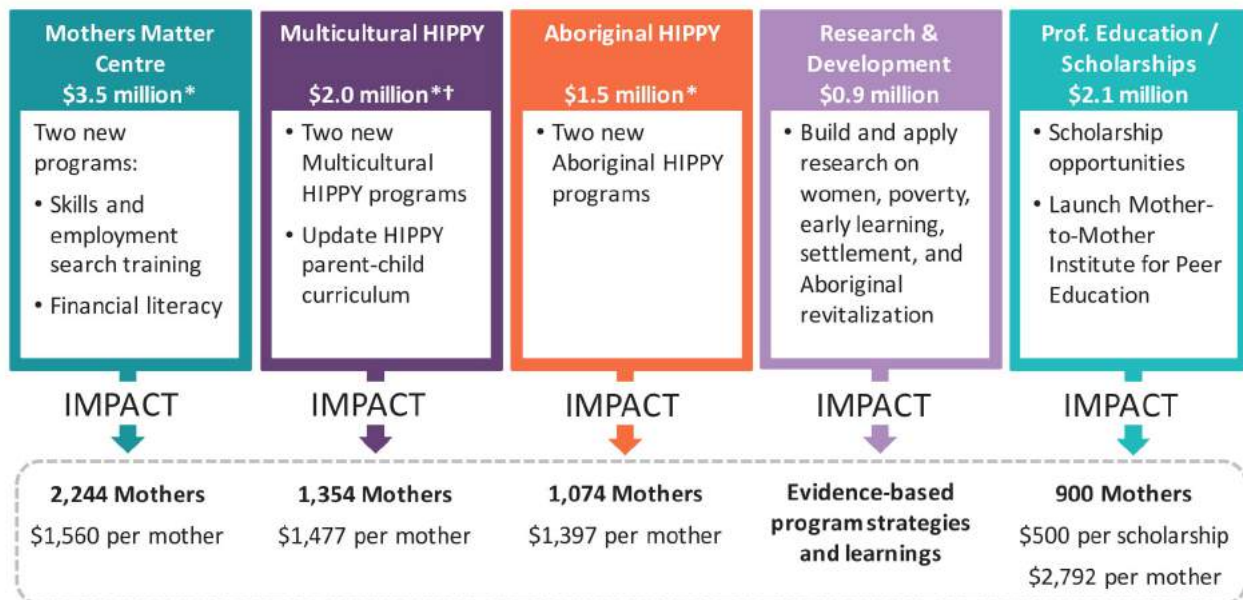 Mothers Matter
Centre
$3.5 million*
Two new
programs:
• Skills and
employment
search training
• Financial literacy
IMPACT
2,244 Mothers
$1,560 per mother
Multicultural HIPPY
$2.0 million*†
• Two new
Multicultural
HIPPY programs
• Update HIPPY
parent-child
curriculum
IMPACT
1,354 Mothers
$1,477 per mother
Aboriginal HIPPY
$1.5 million*
• Two new
Aboriginal HIPPY
programs
IMPACT
1,074 Mothers
$1,397 per mother
Research &
Development
$0.9 million
• Build and apply
research on
women, poverty,
early learning,
settlement, and
Aboriginal
revitalization
IMPACT
Evidence-based
program strategies
and learnings
Prof. Education /
Scholarships
$2.1 million
• Scholarship
opportunities
• Launch Mother-
to-Mother
Institute for Peer
Education
IMPACT
900 Mothers
$500 per scholarship
$2,792 per mother